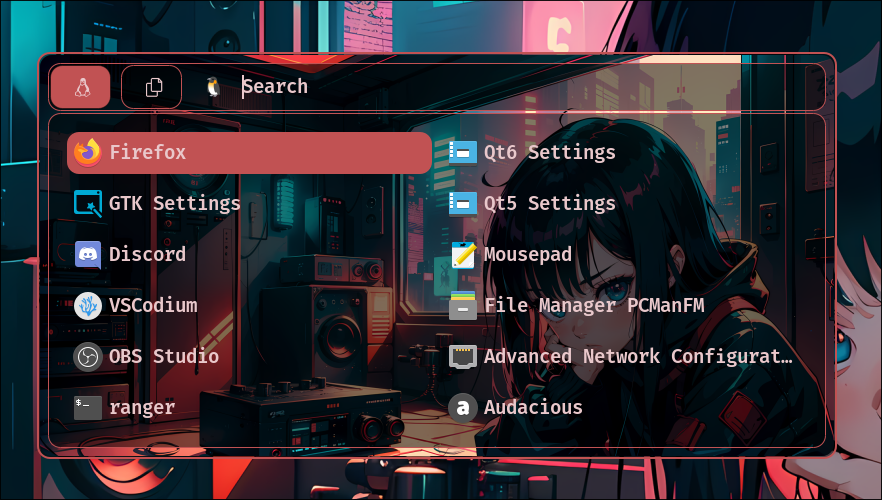 Search
Firefox
Qt6 Settings
GTK Settings
Qt5 Settings
Discord
Mousepad
VSCodium
File Manager PCManFM
OBS Studio
Advanced Network Configurat…
ranger
Audacious